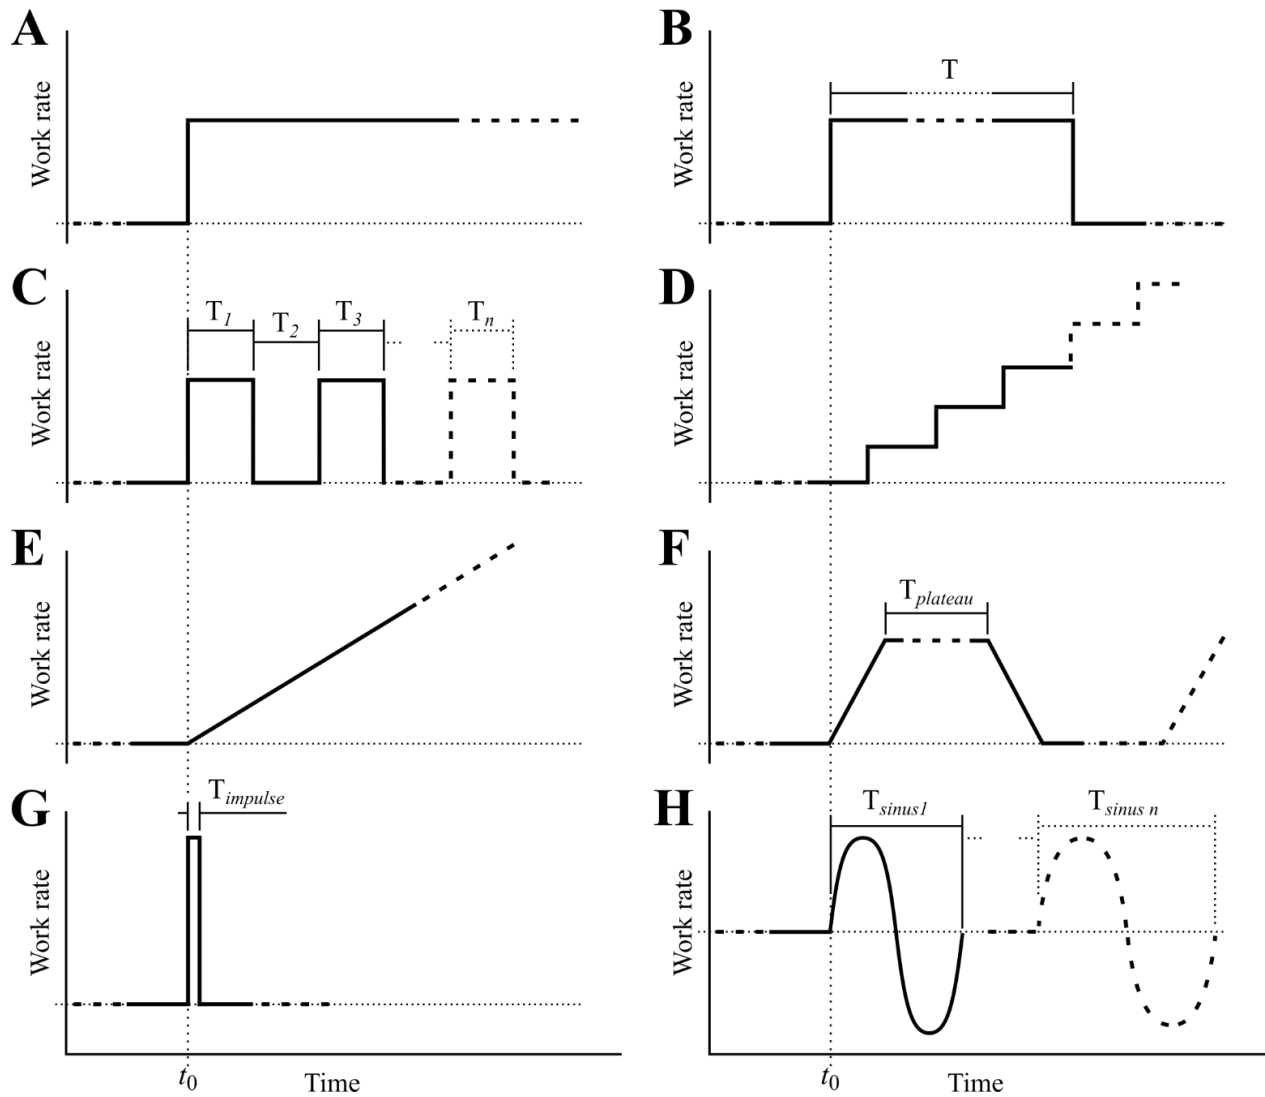 A
B
Work rate
Work rate
T
C
D
Work rate
Work rate
T1
T2
T3
Tn
E
F
Work rate
Work rate
Tplateau
G
H
Work rate
Work rate
Timpulse
Tsinus1
Tsinus n
t0
Time
t0
Time